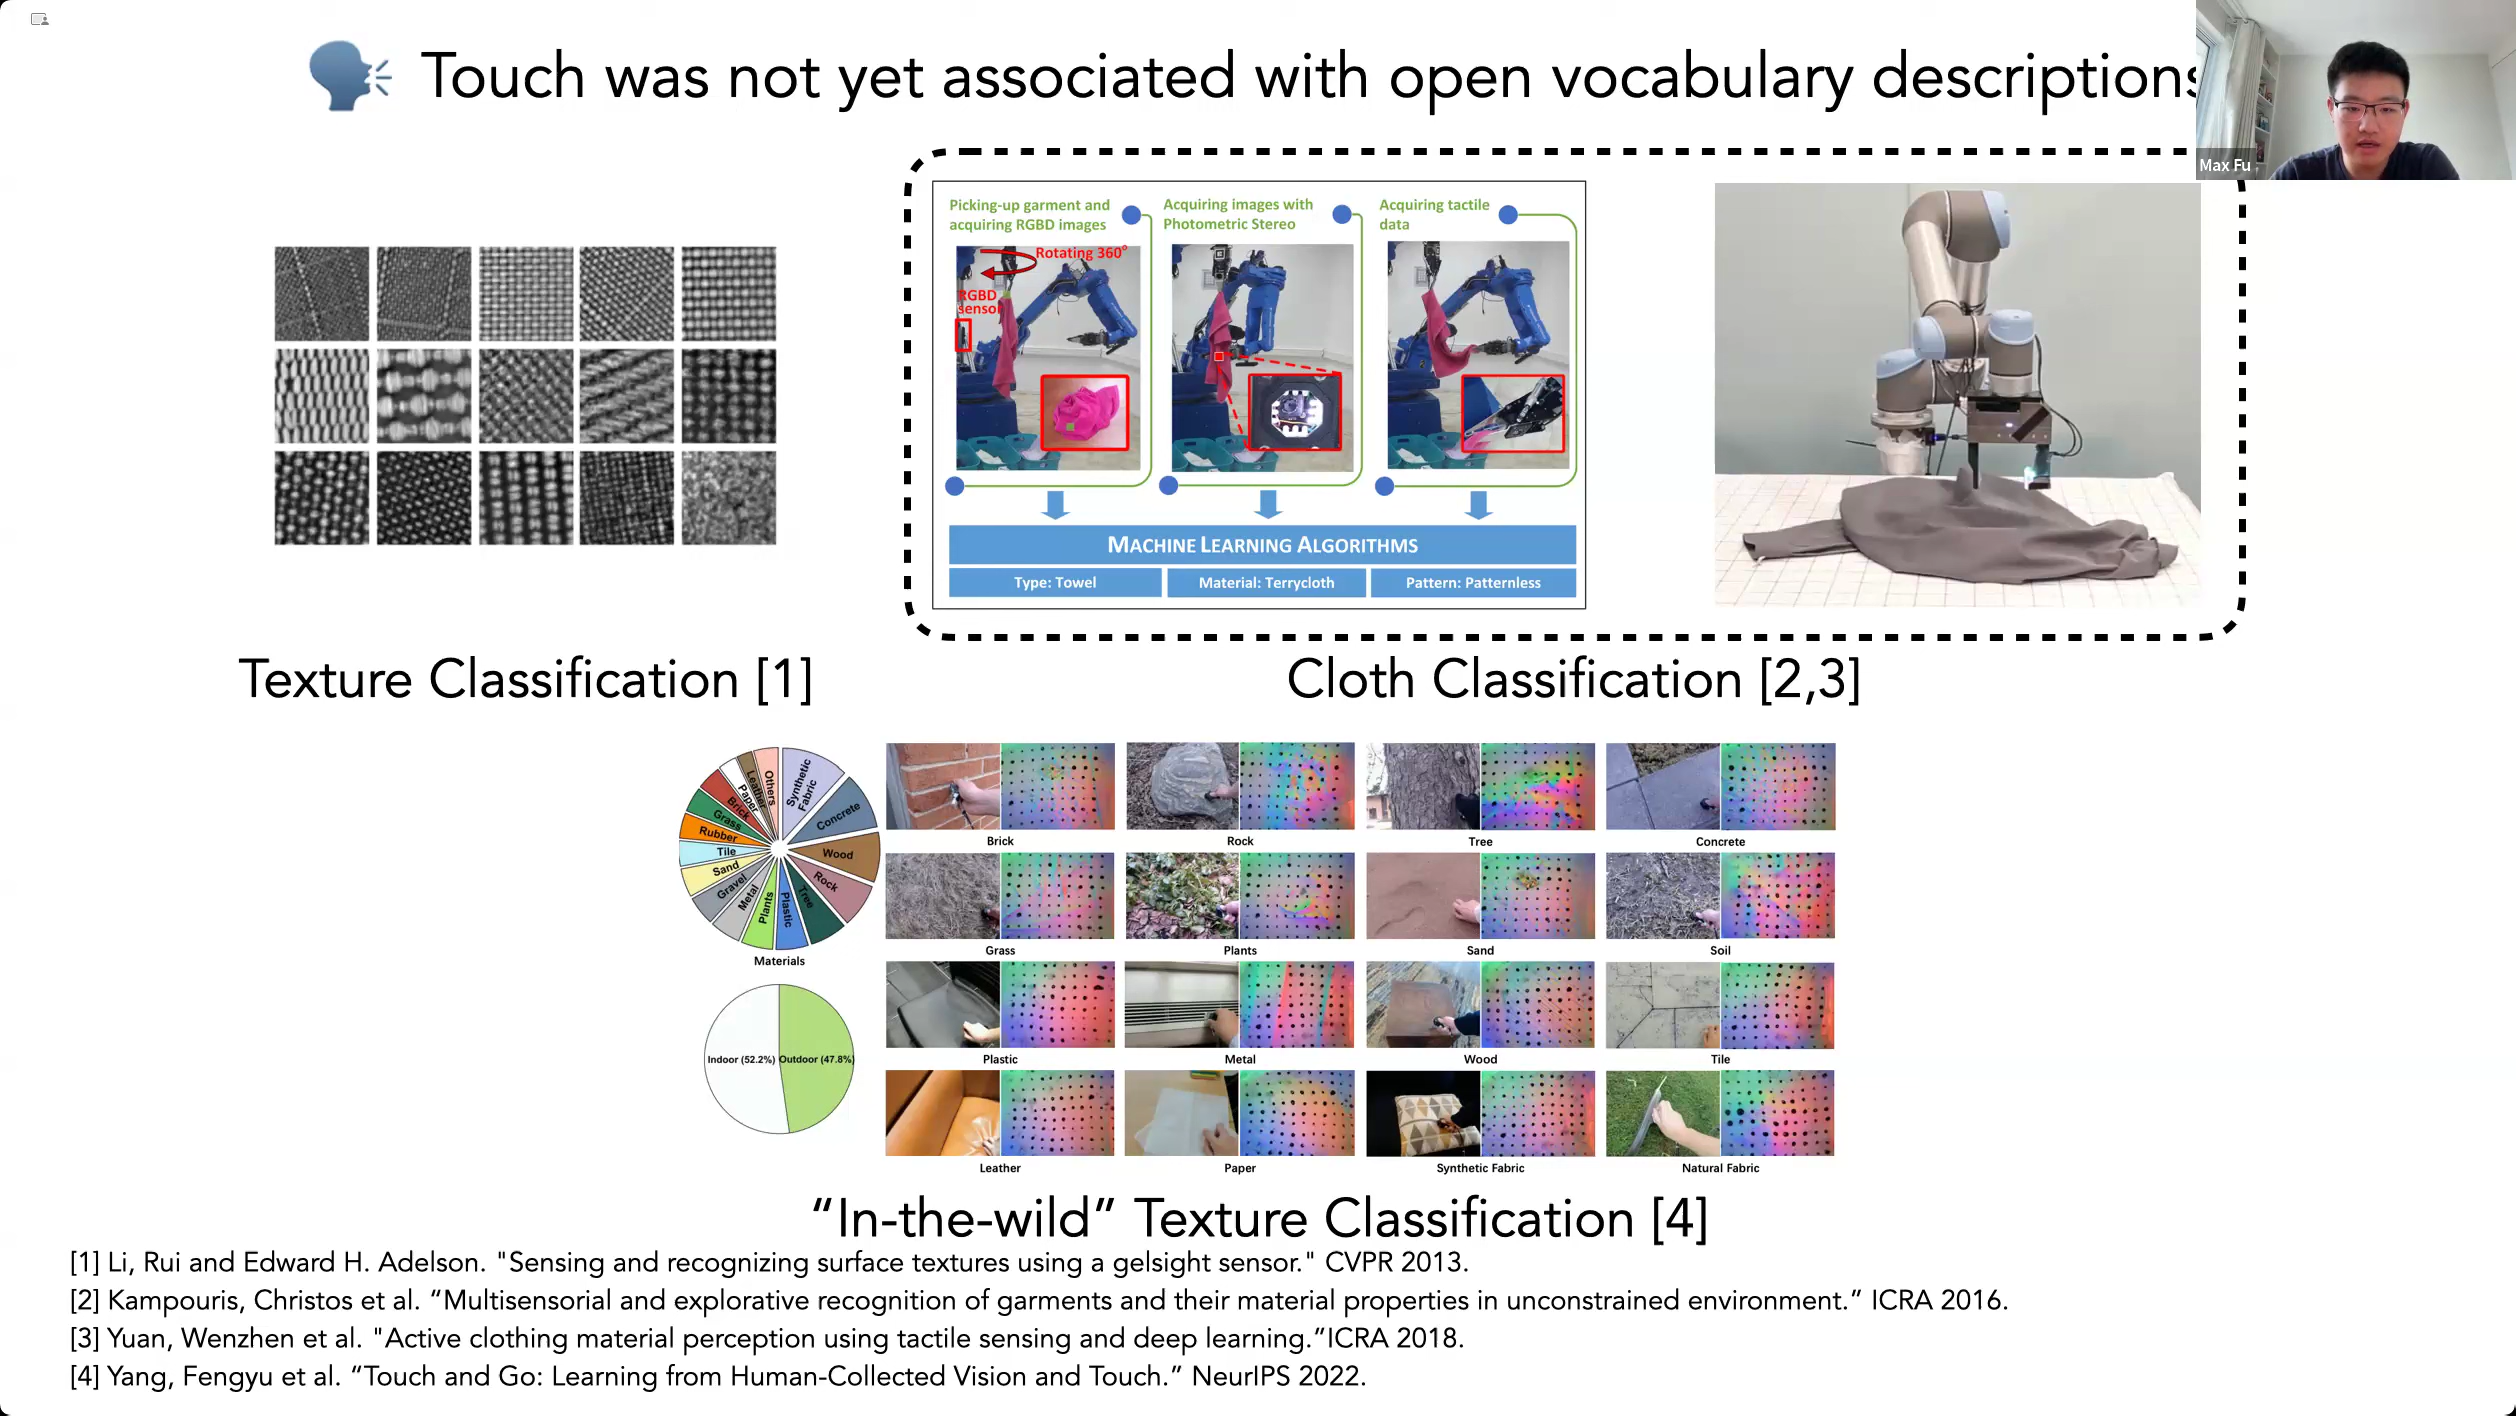 Touch was not yet associated with open vocabulary descriptions
Max Fu
Picking-up garment and
acquiring RGBD images
Rotating 360°
RGBD
sensor
Acquiring images with
Photometric Stereo
Acquiring tactile
data
MACHINE LEARNING ALGORITHMS
Type: Towel
Material: Terrycloth
Pattern: Patternless
Texture Classification [1]
Cloth Classification [2,3]
Others
Synthetic
Fabric
Concrete
Wood
Rock
Tree
Plastic
Plants
Metal
Gravel
Sand
Tile
Rubber
Grass
Brick
Paper
Leather
Materials
Indoor (52.2%)
Outdoor (47.8%)
Brick
Rock
Tree
Concrete
Grass
Plants
Sand
Soil
Plastic
Metal
Wood
Tile
Leather
Paper
Synthetic Fabric
Natural Fabric
“In-the-wild” Texture Classification [4]
[1] Li, Rui and Edward H. Adelson. "Sensing and recognizing surface textures using a gelsight sensor." CVPR 2013.
[2] Kampouris, Christos et al. “Multisensorial and explorative recognition of garments and their material properties in unconstrained environment.” ICRA 2016.
[3] Yuan, Wenzhen et al. "Active clothing material perception using tactile sensing and deep learning.”ICRA 2018.
[4] Yang, Fengyu et al. “Touch and Go: Learning from Human-Collected Vision and Touch.” NeurIPS 2022.